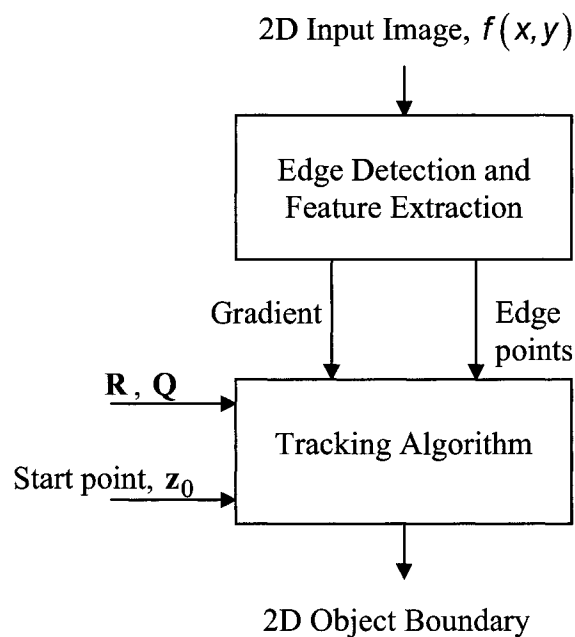 2D Input Image, f(x,y)
Edge Detection and
Feature Extraction
Gradient
Edge
points
R , Q
Tracking Algorithm
Start point, z₀
2D Object Boundary